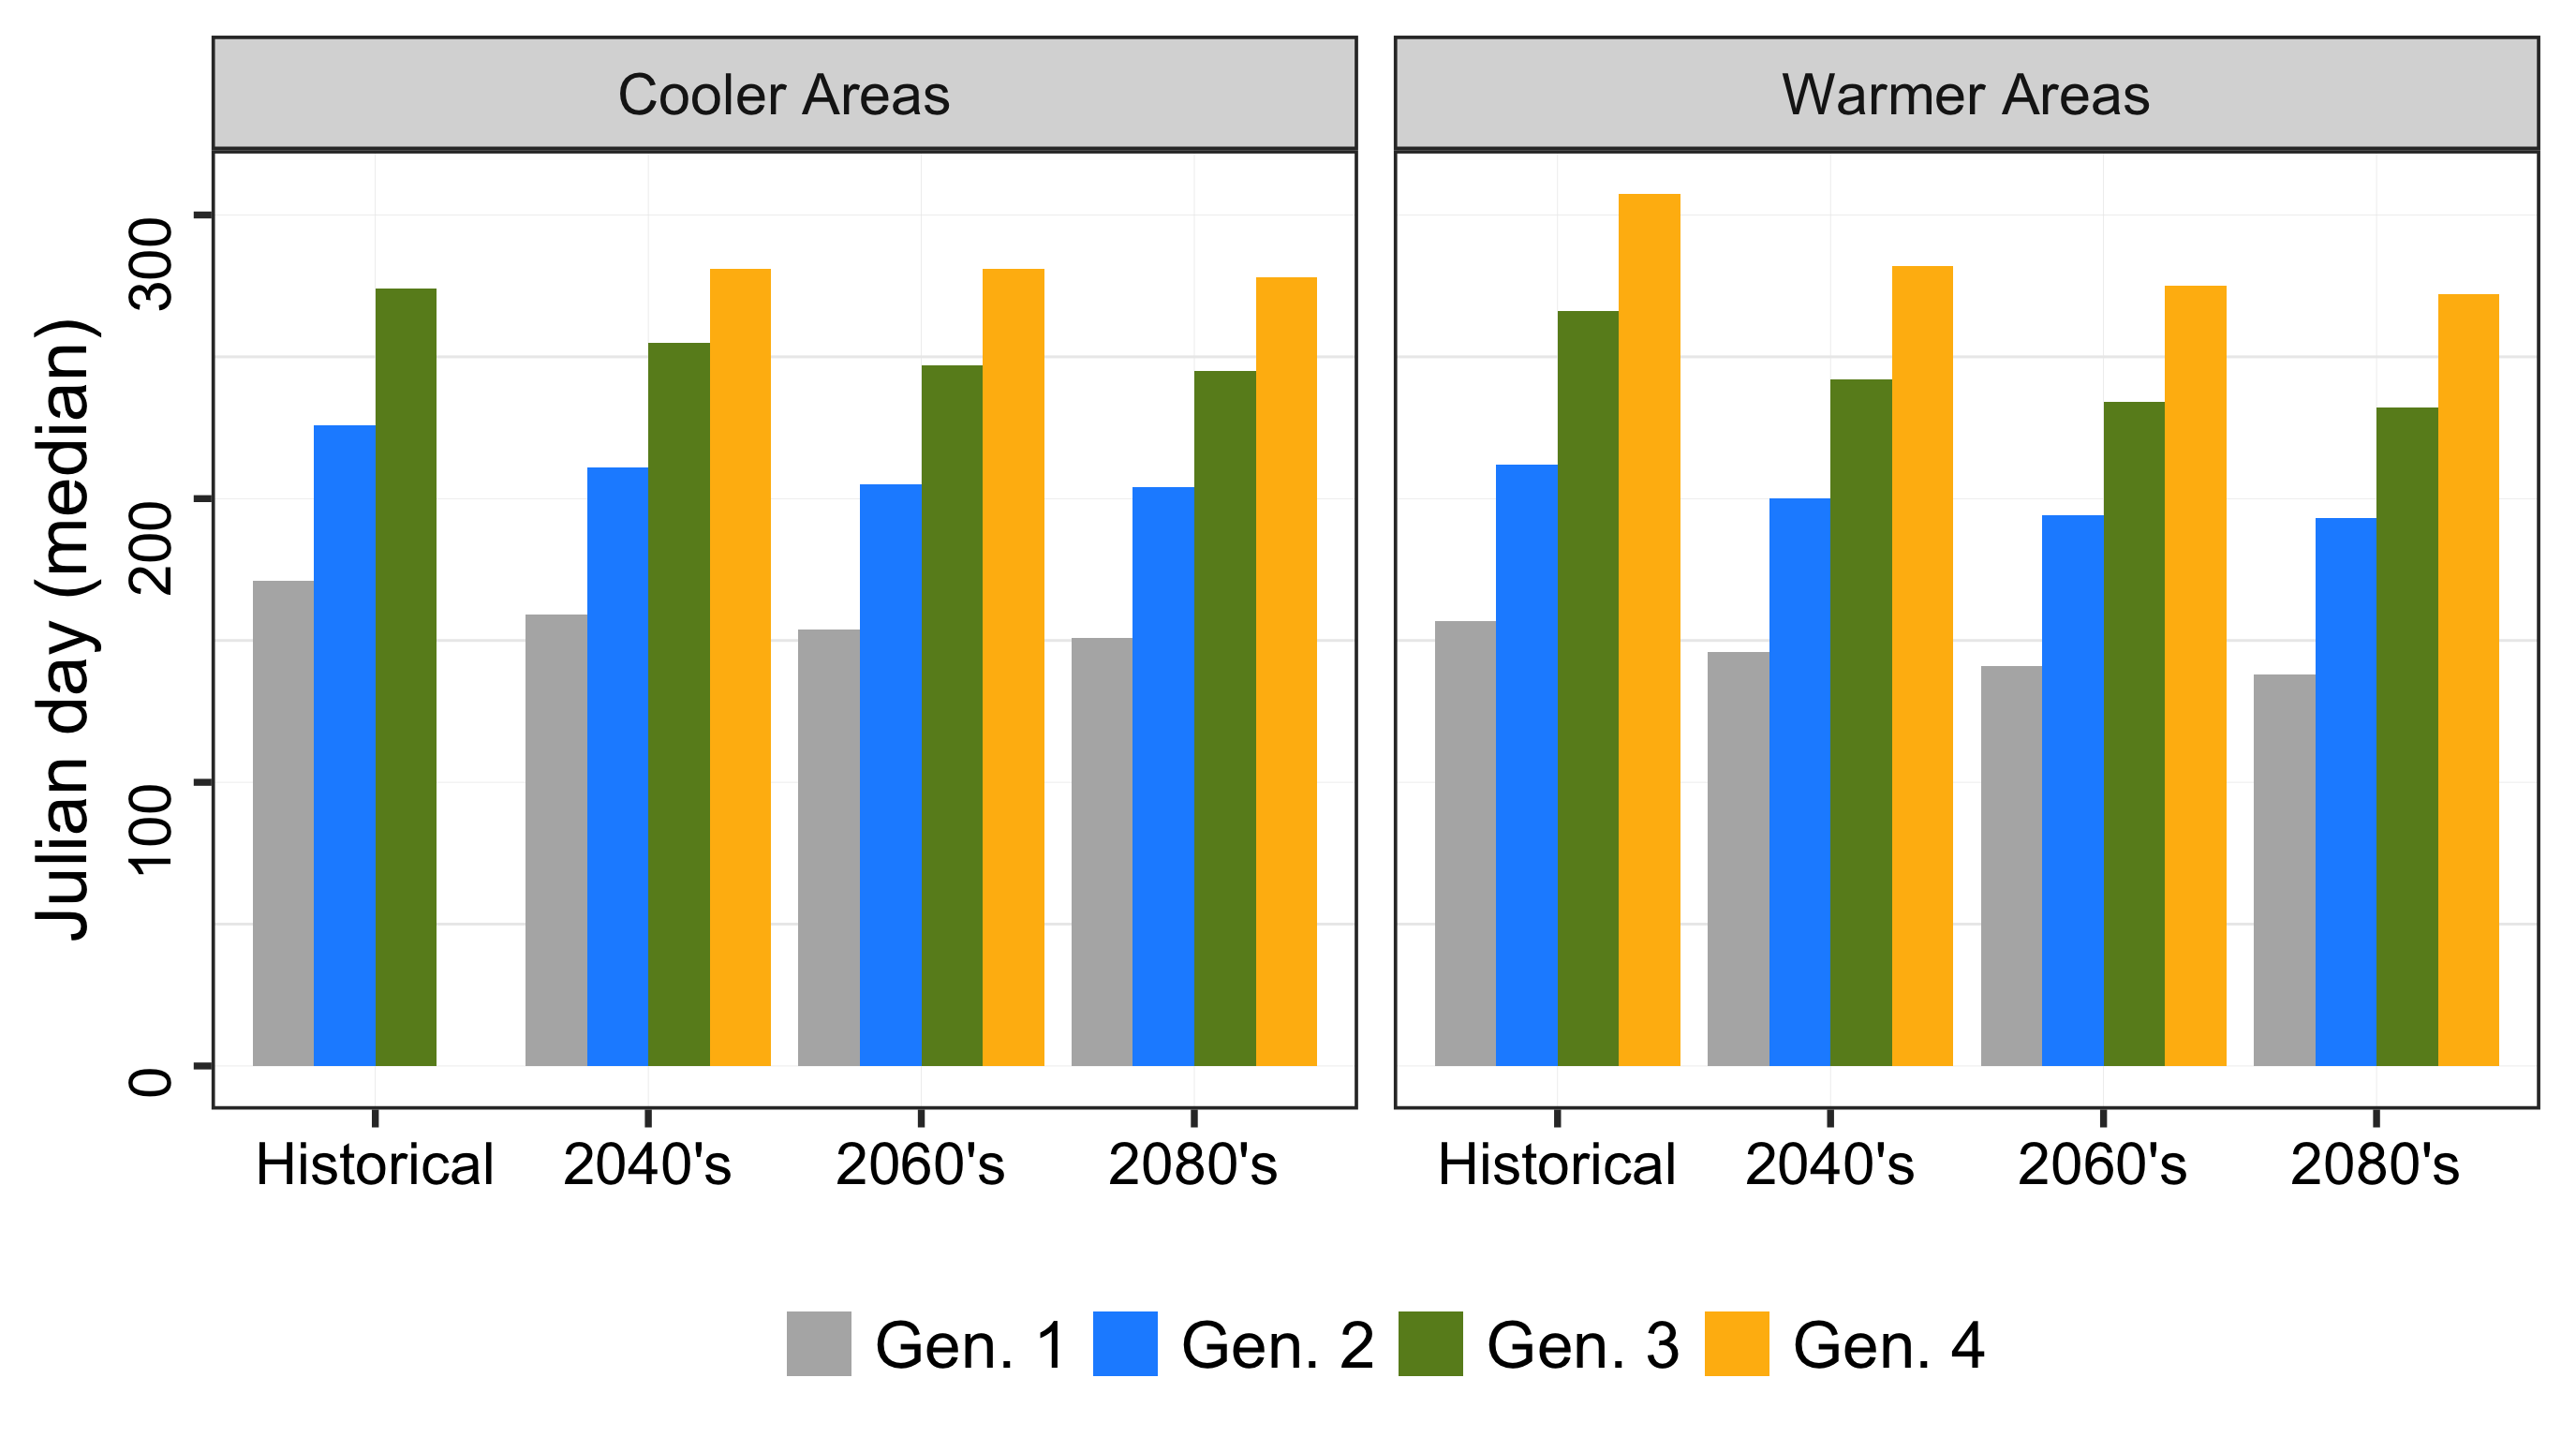 Cooler Areas
Warmer Areas
Julian day (median)
300
200
100
0
Historical 2040's 2060's 2080's
Historical 2040's 2060's 2080's
Gen. 1 Gen. 2 Gen. 3 Gen. 4